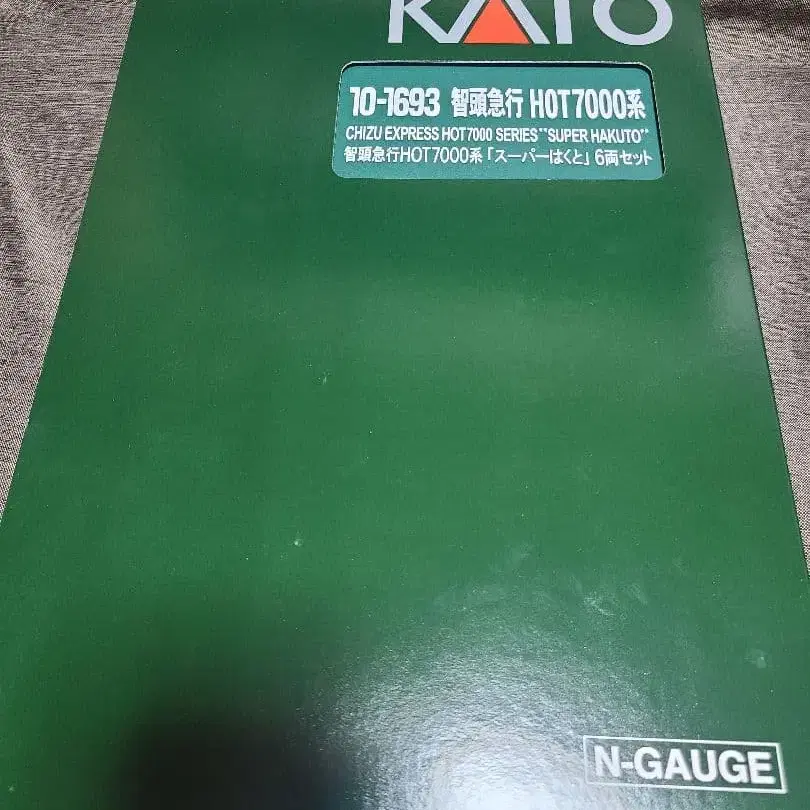 KATO
10-1693 智頭急行 HOT7000系
CHIZU EXPRESS HOT7000 SERIES "SUPER HAKUTO"
智頭急行HOT7000系「スーパーはくと」6両セット
N-GAUGE